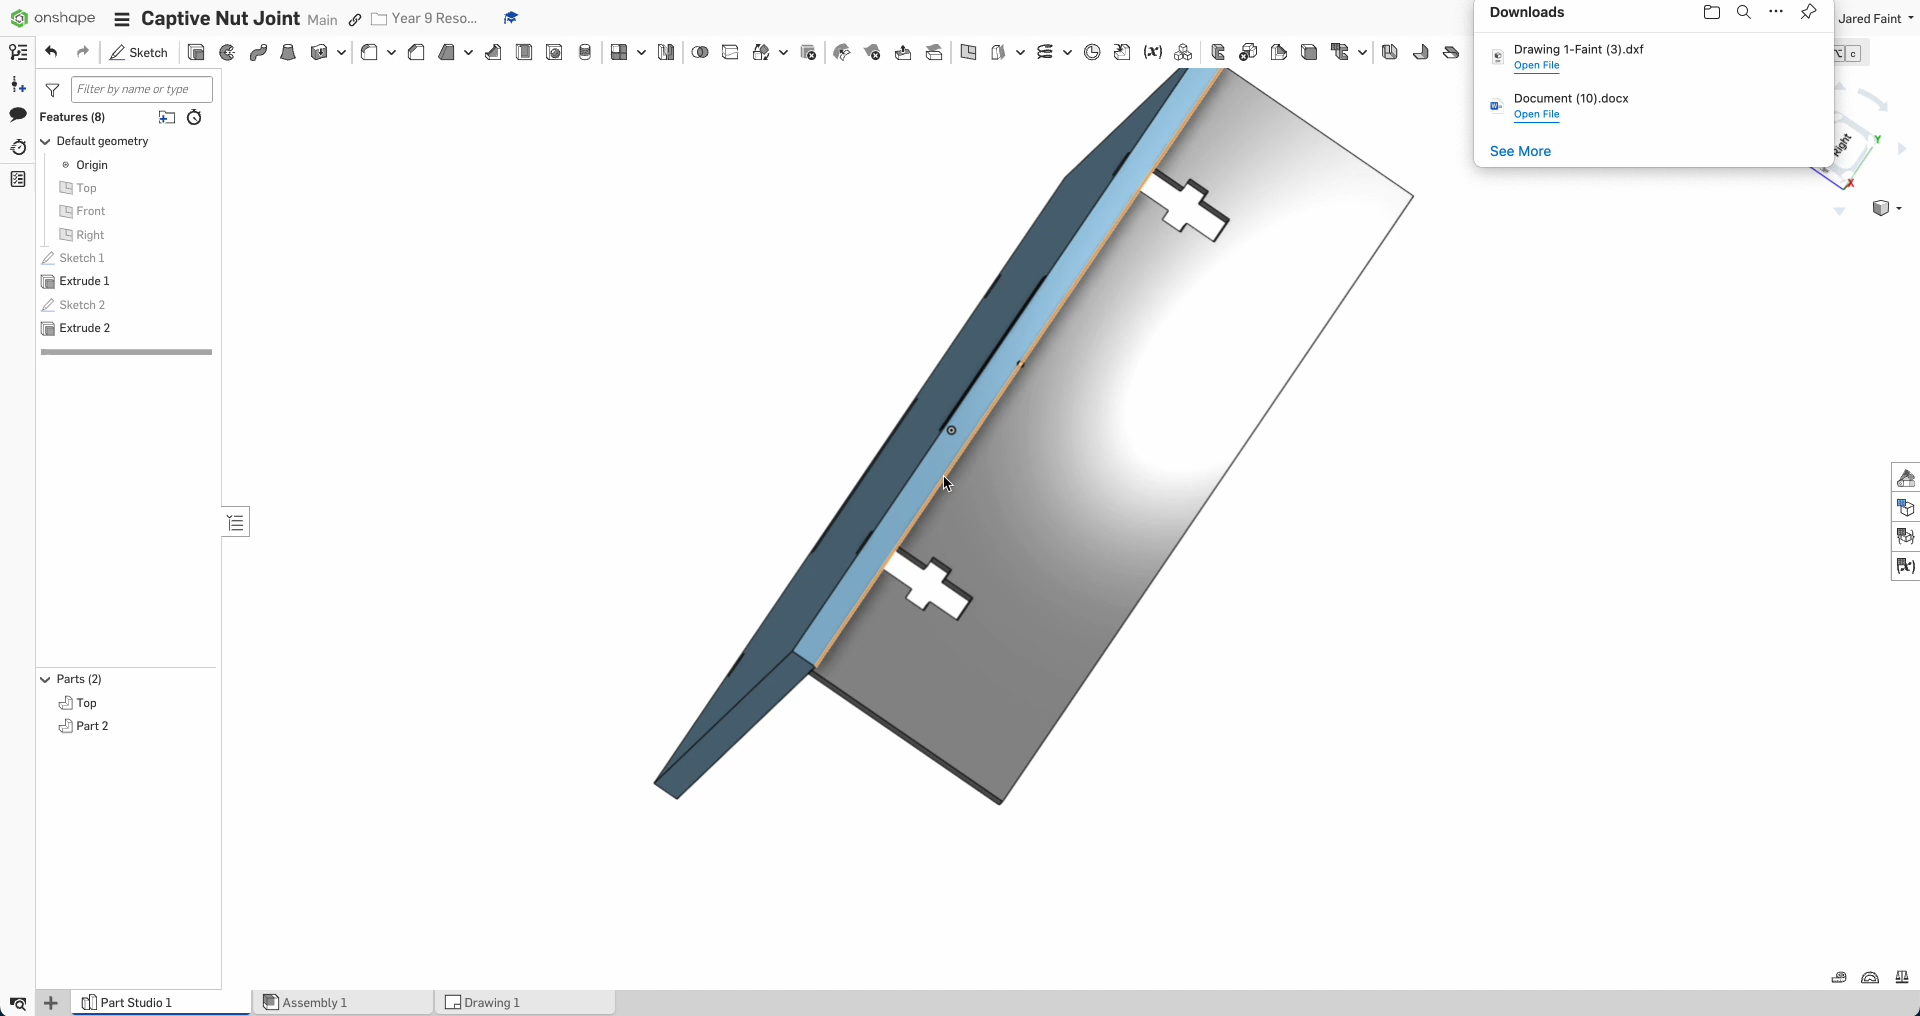 onshape
Captive Nut Joint Main Year 9 Reso...
Sketch
Filter by name or type
Features (8)
Default geometry
Origin
Top
Front
Right
Sketch 1
Extrude 1
Sketch 2
Extrude 2
Parts (2)
Top
Part 2
Downloads
Drawing 1-Faint (3).dxf
Open File
Document (10).docx
Open File
See More
Jared Faint
c
Right
Y
X
(x)
(x)
Part Studio 1
Assembly 1
Drawing 1